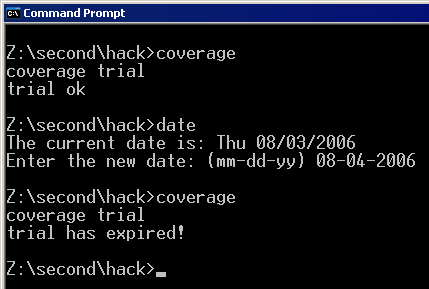 C:\ Command Prompt
Z:\second\hack>coverage
coverage trial
trial ok
Z:\second\hack>date
The current date is: Thu 08/03/2006
Enter the new date: (mm-dd-yy) 08-04-2006
Z:\second\hack>coverage
coverage trial
trial has expired!
Z:\second\hack>_